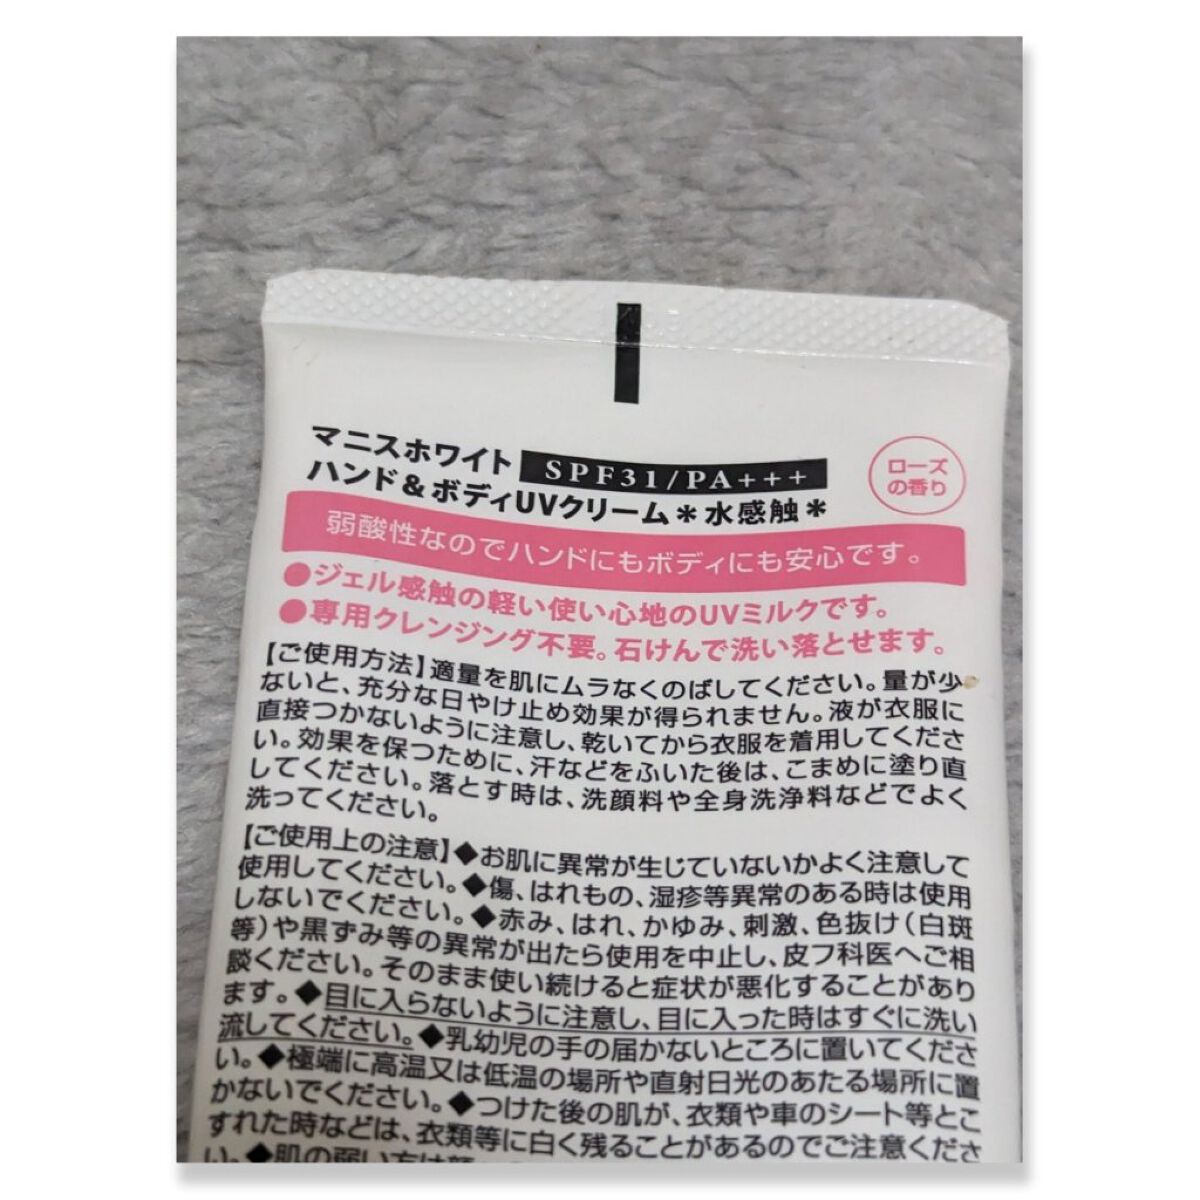 マニスホワイト SPF31/PA+++
ハンド&ボディUVクリーム＊水感触＊
ローズ
の香り
弱酸性なのでハンドにもボディにも安心です。
●ジェル感触の軽い使い心地のUVミルクです。
●専用クレンジング不要。石けんで洗い落とせます。
【ご使用方法】適量を肌にムラなくのばしてください。量が少
ないと、充分な日やけ止め効果が得られません。液が衣服に
直接つかないように注意し、乾いてから衣服を着用してくださ
い。効果を保つために、汗などをふいた後は、こまめに塗り直
してください。落とす時は、洗顔料や全身洗浄料などでよく
洗ってください。
【ご使用上の注意】◆お肌に異常が生じていないかよく注意して
使用してください。◆傷、はれもの、湿疹等異常のある時は使用
しないでください。◆赤み、はれ、かゆみ、刺激、色抜け(白斑
等)や黒ずみ等の異常が出たら使用を中止し、皮フ科医へご相
談ください。そのまま使い続けると症状が悪化することがあり
ます。◆目に入らないように注意し、目に入った時はすぐに洗い
流してください。◆乳幼児の手の届かないところに置いてくださ
い。◆極端に高温又は低温の場所や直射日光のあたる場所に置
かないでください。◆つけた後の肌が、衣類や車のシート等とこ
すれた時などは、衣類等に白く残ることがあるのでご注意くださ
い。◆肌の弱い方は